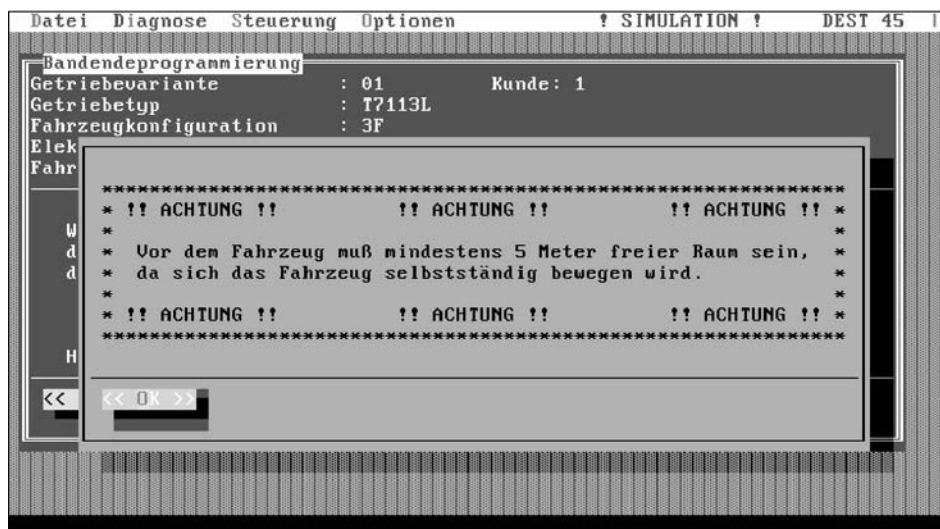 Datei Diagnose Steuerung Optionen ! SIMULATION ! DEST 45
Bandendeprogrammierung
Getriebevariante : 01 Kunde: 1
Getriebetyp : T7113L
Fahrzeugkonfiguration : 3F
Elek
Fahr
*****************************************************************
* !! ACHTUNG !! !! ACHTUNG !! !! ACHTUNG !! *
W * *
d * Vor dem Fahrzeug muß mindestens 5 Meter freier Raum sein, *
d * da sich das Fahrzeug selbstständig bewegen wird. *
* *
* !! ACHTUNG !! !! ACHTUNG !! !! ACHTUNG !! *
*****************************************************************
H
<< << OK >>